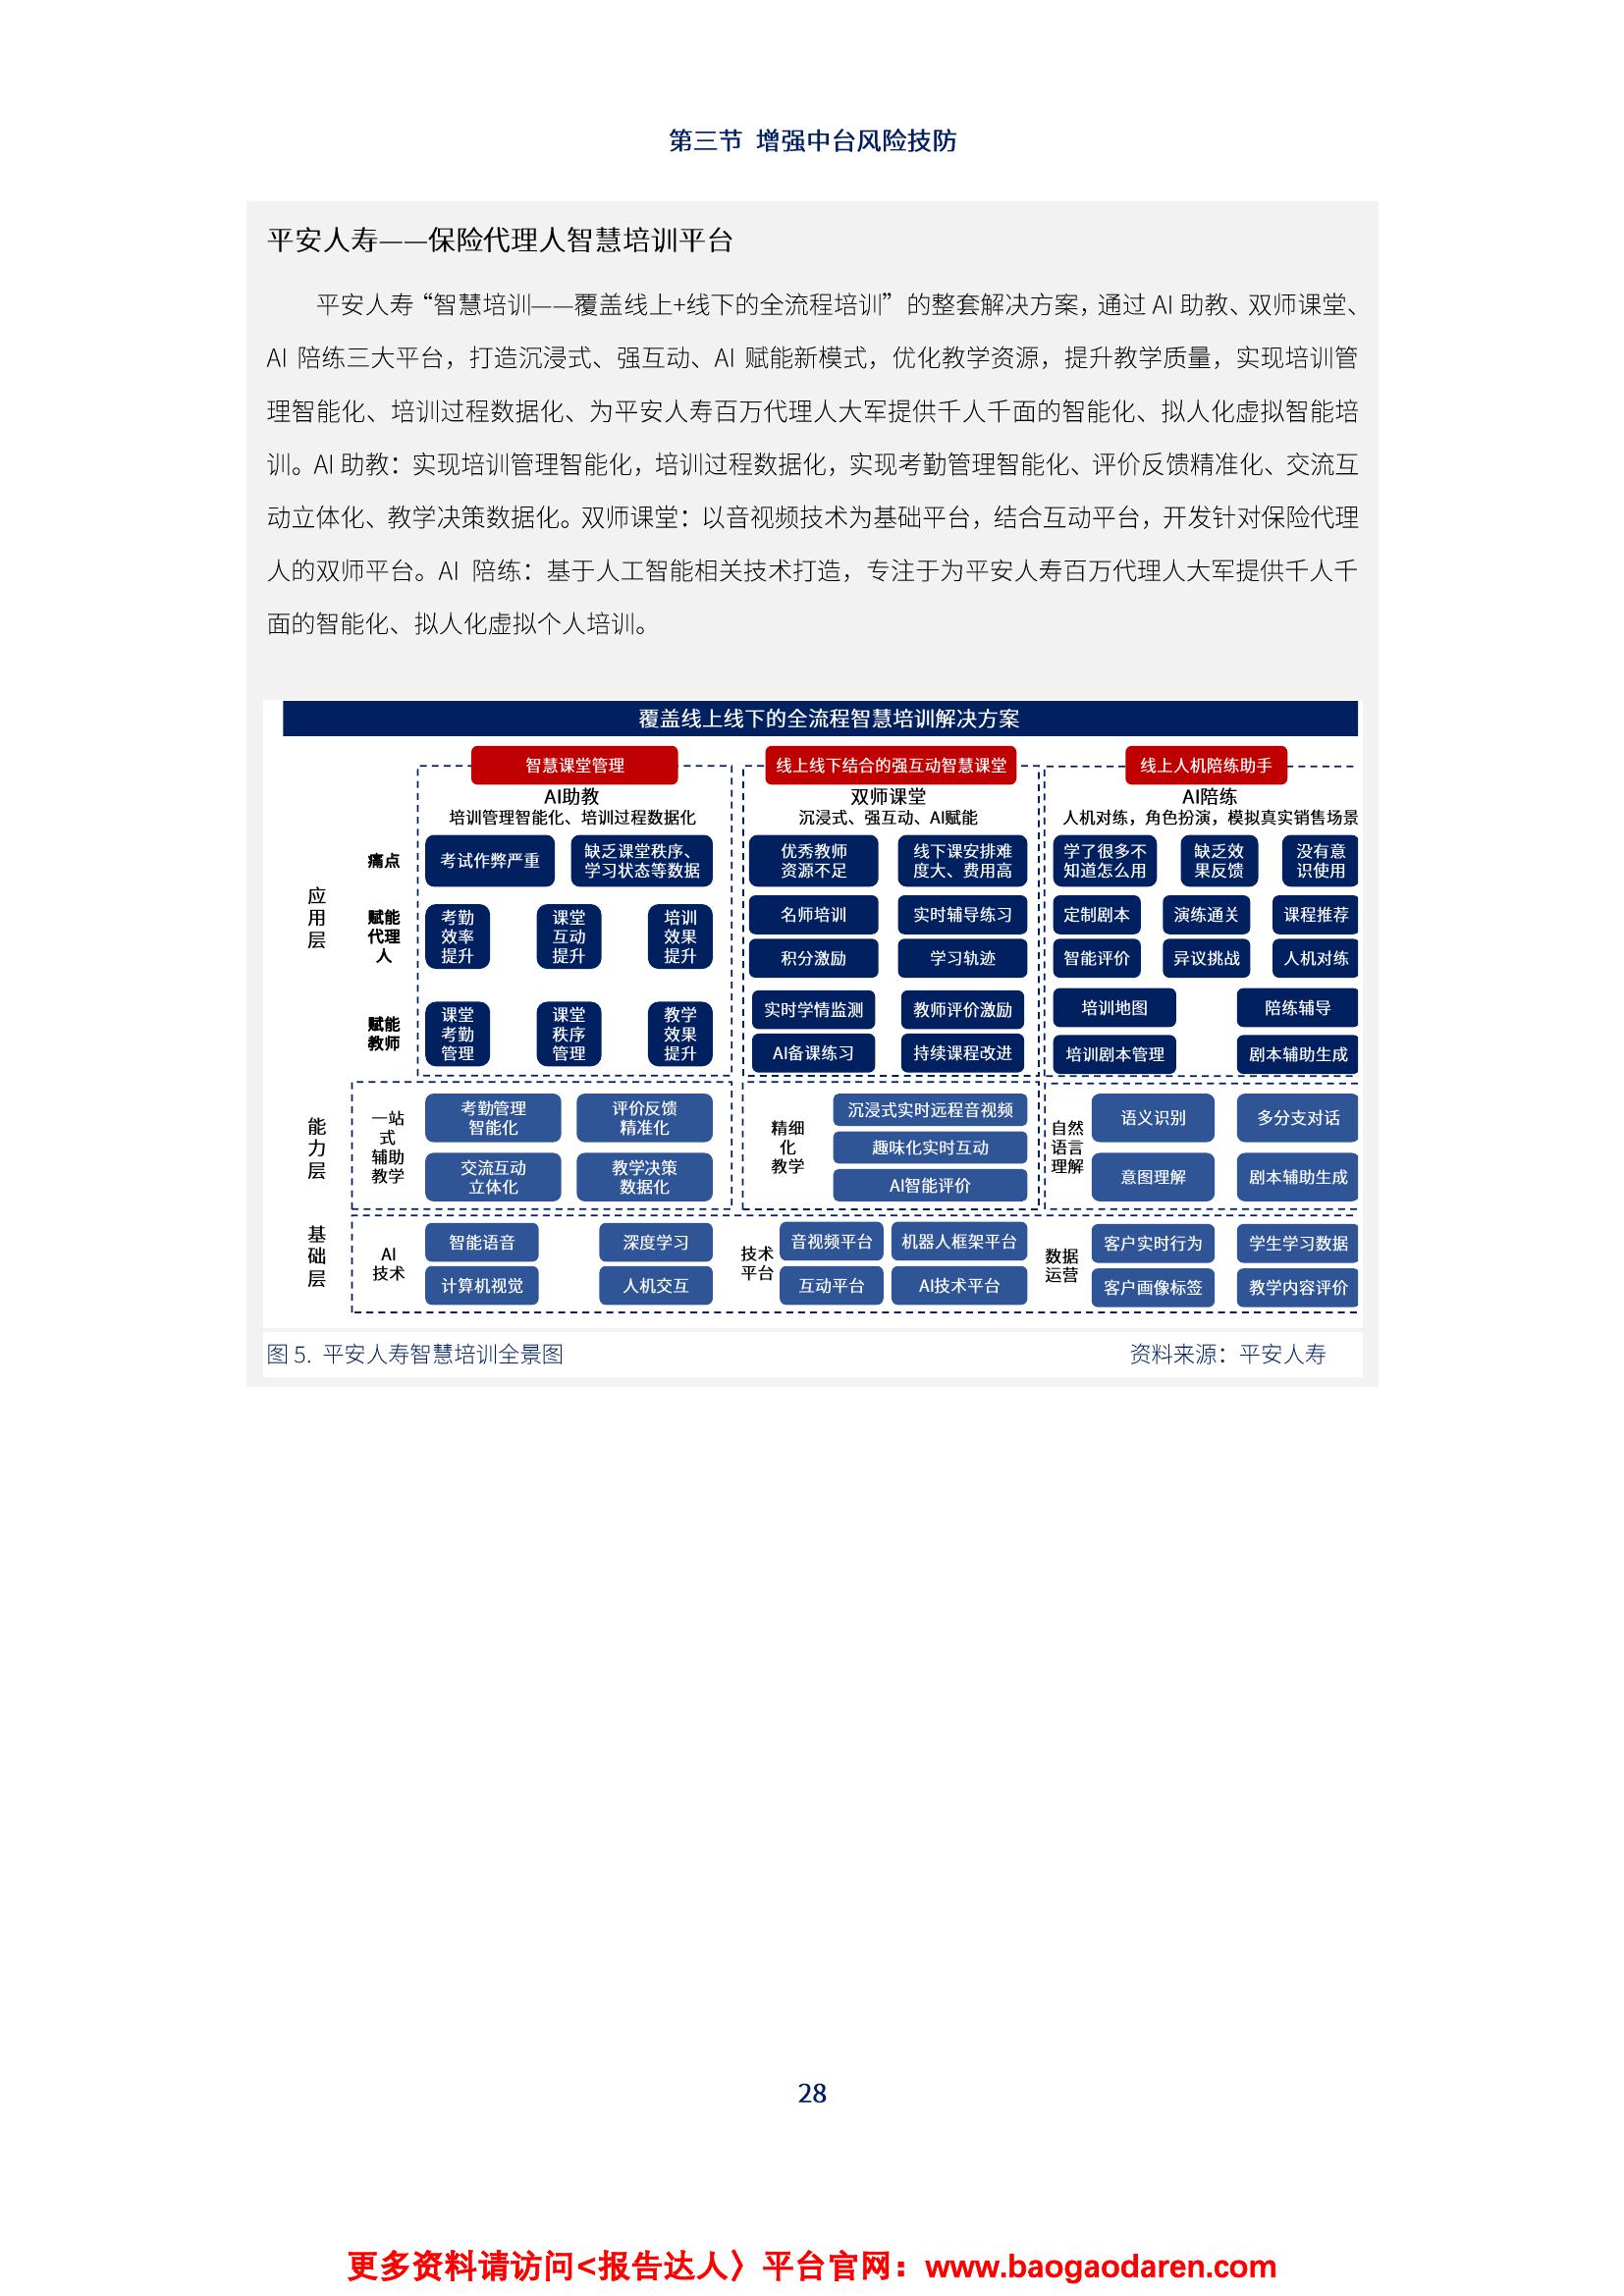 第三节 增强中台风险技防
平安人寿——保险代理人智慧培训平台
平安人寿“智慧培训——覆盖线上+线下的全流程培训”的整套解决方案，通过 AI 助教、双师课堂、
AI 陪练三大平台，打造沉浸式、强互动、AI 赋能新模式，优化教学资源，提升教学质量，实现培训管
理智能化、培训过程数据化、为平安人寿百万代理人大军提供千人千面的智能化、拟人化虚拟智能培
训。AI 助教：实现培训管理智能化，培训过程数据化，实现考勤管理智能化、评价反馈精准化、交流互
动立体化、教学决策数据化。双师课堂：以音视频技术为基础平台，结合互动平台，开发针对保险代理
人的双师平台。AI 陪练：基于人工智能相关技术打造，专注于为平安人寿百万代理人大军提供千人千
面的智能化、拟人化虚拟个人培训。
覆盖线上线下的全流程智慧培训解决方案
智慧课堂管理
线上线下结合的强互动智慧课堂
线上人机陪练助手
AI助教
双师课堂
AI陪练
培训管理智能化、培训过程数据化
沉浸式、强互动、AI赋能
人机对练，角色扮演，模拟真实销售场景
应
用
层
痛点
考试作弊严重
缺乏课堂秩序、
学习状态等数据
优秀教师
资源不足
线下课安排难
度大、费用高
学了很多不
知道怎么用
缺乏效
果反馈
没有意
识使用
赋能
代理
人
考勤
效率
提升
课堂
互动
提升
培训
效果
提升
名师培训
实时辅导练习
积分激励
学习轨迹
定制剧本
演练通关
课程推荐
智能评价
异议挑战
人机对练
赋能
教师
课堂
考勤
管理
课堂
秩序
管理
教学
效果
提升
实时学情监测
教师评价激励
AI备课练习
持续课程改进
培训地图
陪练辅导
培训剧本管理
剧本辅助生成
能
力
层
一站
式
辅助
教学
考勤管理
智能化
评价反馈
精准化
交流互动
立体化
教学决策
数据化
精细
化
教学
沉浸式实时远程音视频
趣味化实时互动
AI智能评价
自然
语言
理解
语义识别
多分支对话
意图理解
剧本辅助生成
基
础
层
AI
技术
智能语音
深度学习
计算机视觉
人机交互
技术
平台
音视频平台
机器人框架平台
互动平台
AI技术平台
数据
运营
客户实时行为
学生学习数据
客户画像标签
教学内容评价
图 5. 平安人寿智慧培训全景图
资料来源：平安人寿
28
更多资料请访问<报告达人〉平台官网：www.baogaodaren.com